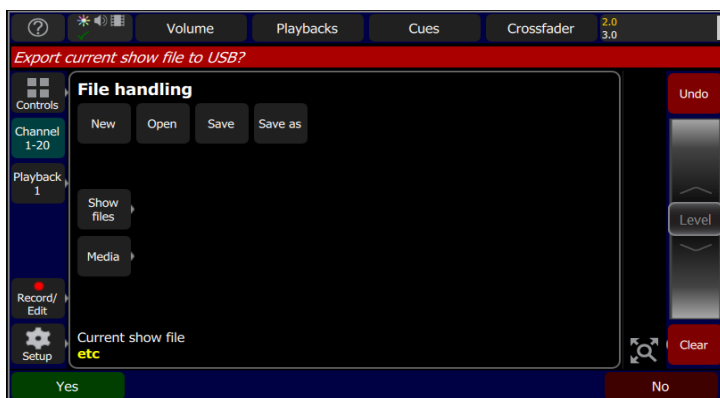 ?
Volume
Playbacks
Cues
Crossfader
2.0
3.0
Export current show file to USB?
Controls
Channel
1-20
Playback
1
Record/
Edit
Setup
File handling
New
Open
Save
Save as
Show
files
Media
Current show file
etc
Undo
Level
Clear
Yes
No